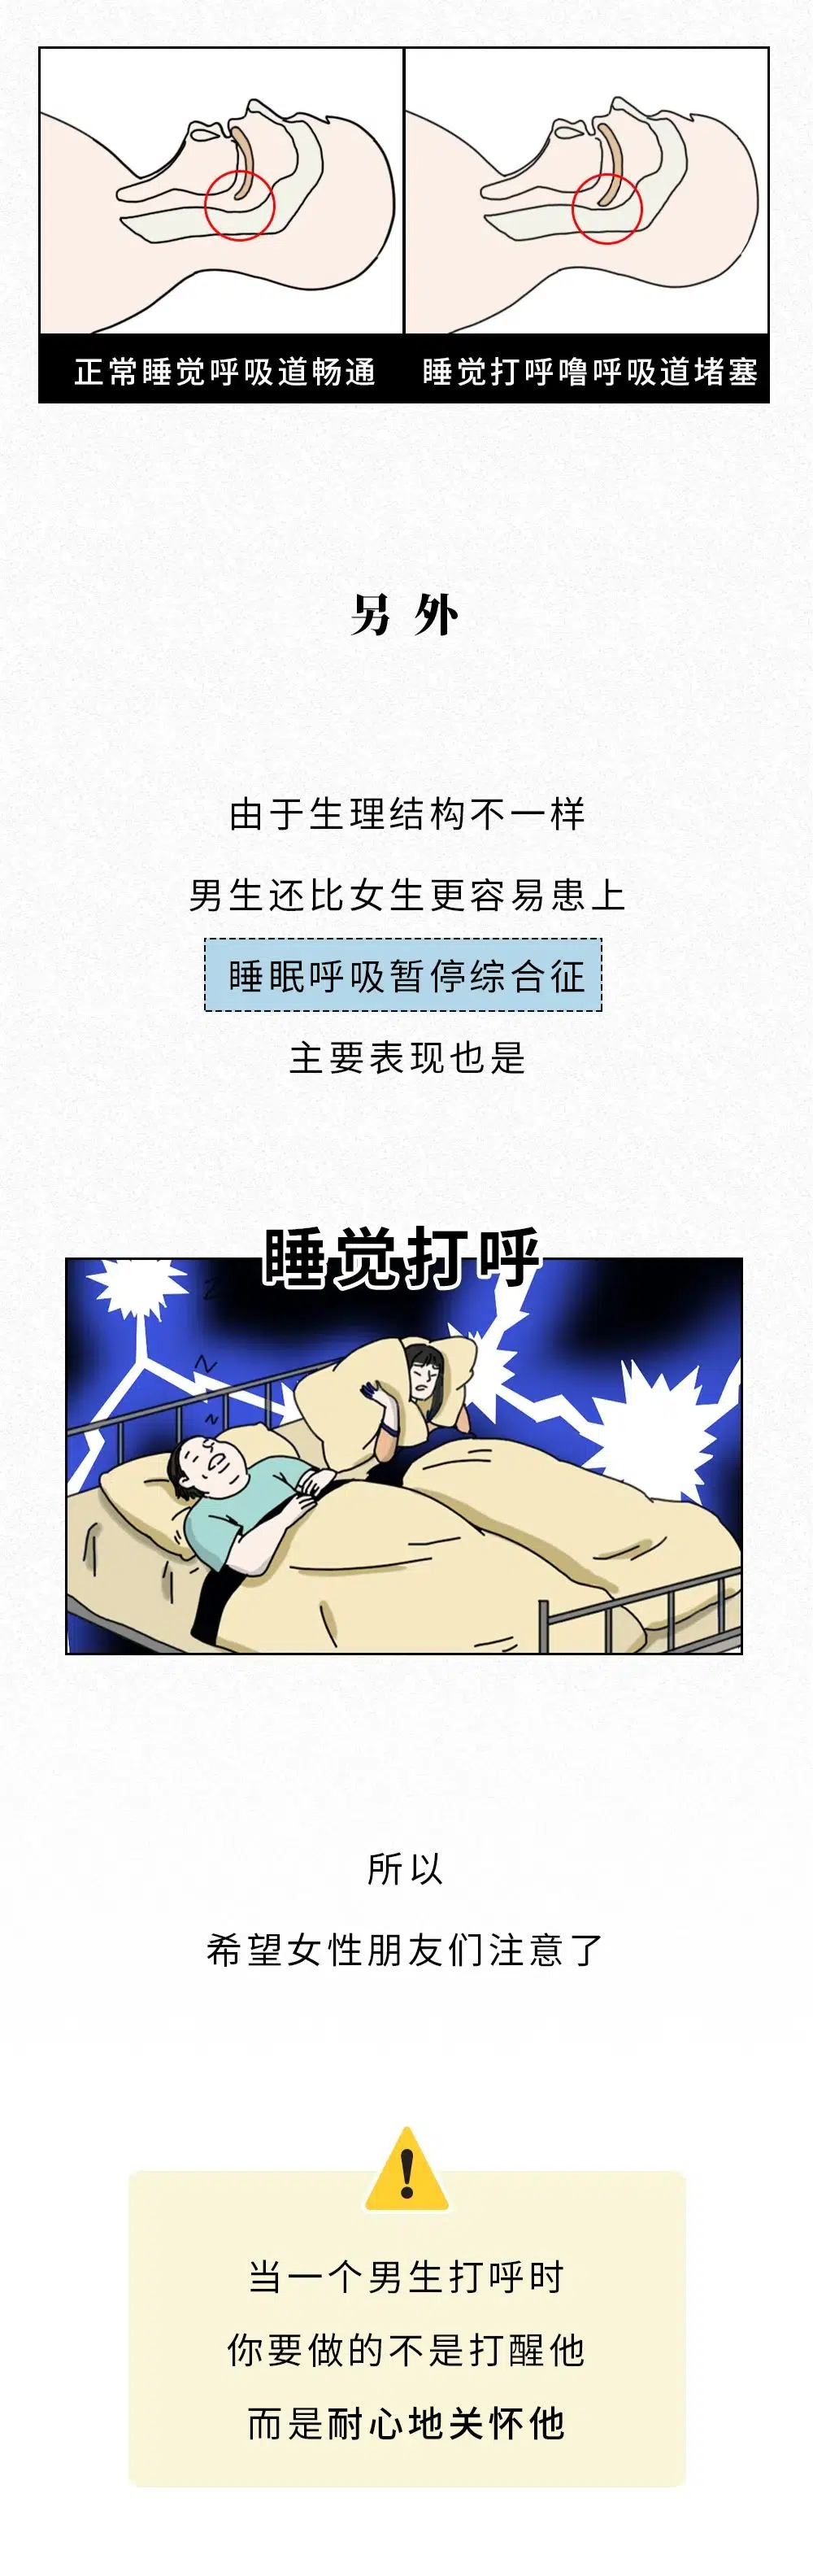 正常睡觉呼吸道畅通
睡觉打呼噜呼吸道堵塞
另外
由于生理结构不一样
男生还比女生更容易患上
睡眠呼吸暂停综合征
主要表现也是
睡觉打呼
Z
Z
Z
所以
希望女性朋友们注意了
当一个男生打呼时
你要做的不是打醒他
而是耐心地关怀他